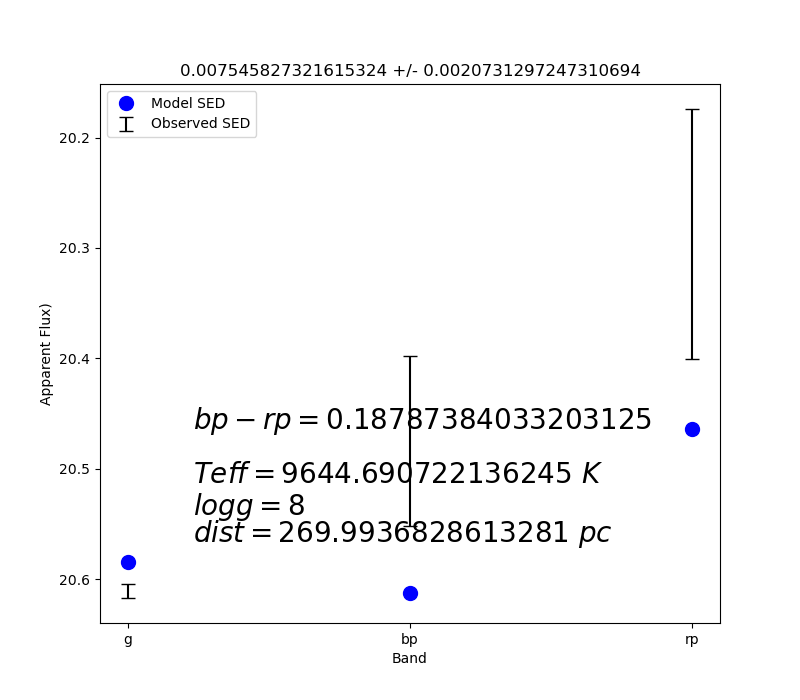 0.007545827321615324 +/- 0.0020731297247310694
Model SED
Observed SED
20.2
20.3
20.4
20.5
20.6
Apparent Flux)
bp − rp = 0.18787384033203125
Teff = 9644.690722136245 K
logg = 8
dist = 269.9936828613281 pc
g
bp
rp
Band